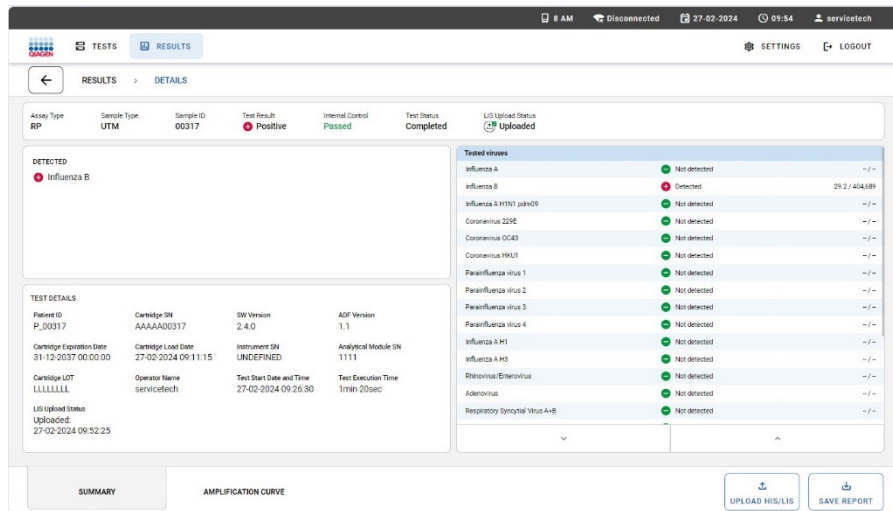 8 AM Disconnected 27-02-2024 09:54 servicetech
QIAGEN TESTS RESULTS SETTINGS LOGOUT
RESULTS > DETAILS
Assay Type Sample Type Sample ID Test Result Internal Control Test Status LIS Upload Status
RP UTM 00317 Positive Passed Completed Uploaded
DETECTED
Influenza B
TEST DETAILS
Patient ID Cartridge SN SW Version ADF Version
P_00317 AAAAA00317 2.4.0 1.1
Cartridge Expiration Date Cartridge Load Date Instrument SN Analytical Module SN
31-12-2037 00:00:00 27-02-2024 09:11:15 UNDEFINED 1111
Cartridge LOT Operator Name Test Start Date and Time Test Execution Time
LLLLLLLL servicetech 27-02-2024 09:26:30 1min 20sec
LIS Upload Status
Uploaded:
27-02-2024 09:52:25
Tested viruses
Influenza A Not detected --/--
Influenza B Detected 29.2 / 404,689
Influenza A H1N1 pdm09 Not detected --/--
Coronavirus 229E Not detected --/--
Coronavirus OC43 Not detected --/--
Coronavirus HKU1 Not detected --/--
Parainfluenza virus 1 Not detected --/--
Parainfluenza virus 2 Not detected --/--
Parainfluenza virus 3 Not detected --/--
Parainfluenza virus 4 Not detected --/--
Influenza A H1 Not detected --/--
Influenza A H3 Not detected --/--
Rhinovirus/Enterovirus Not detected --/--
Adenovirus Not detected --/--
Respiratory Syncytial Virus A+B Not detected --/--
SUMMARY AMPLIFICATION CURVE UPLOAD HIS/LIS SAVE REPORT